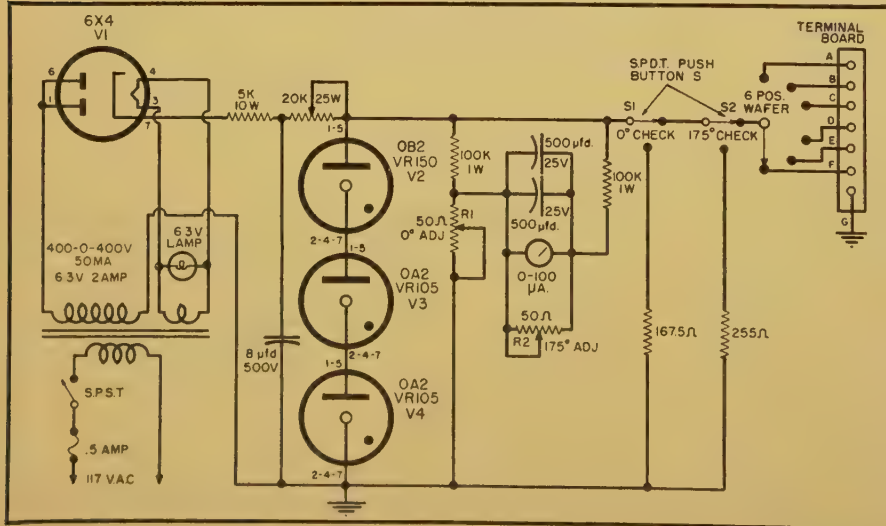 6X4
V1
6
4
1
3
7
5K
10W
20K
25W
1-5
OB2
VR150
V2
2-4-7
1-5
OA2
VR105
V3
2-4-7
1-5
OA2
VR105
V4
2-4-7
400-0-400V
50MA
6.3V 2AMP
6.3V
LAMP
S.P.S.T
.5 AMP
117 V.A.C
8 µfd
500V
100K
1W
50Ω
R1
0° ADJ
500µfd.
25V
25V
500µfd.
0-100
µA.
50Ω
R2
175° ADJ
100K
1W
S.P.D.T. PUSH
BUTTON S
S1
S2
0° CHECK
175° CHECK
6 POS.
WAFER
167.5Ω
255Ω
TERMINAL
BOARD
A
B
C
D
E
F
G